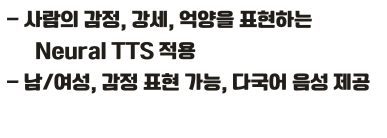 - 사람의 감정, 강세, 억양을 표현하는
Neural TTS 적용
- 남/여성, 감정 표현 가능, 다국어 음성 제공